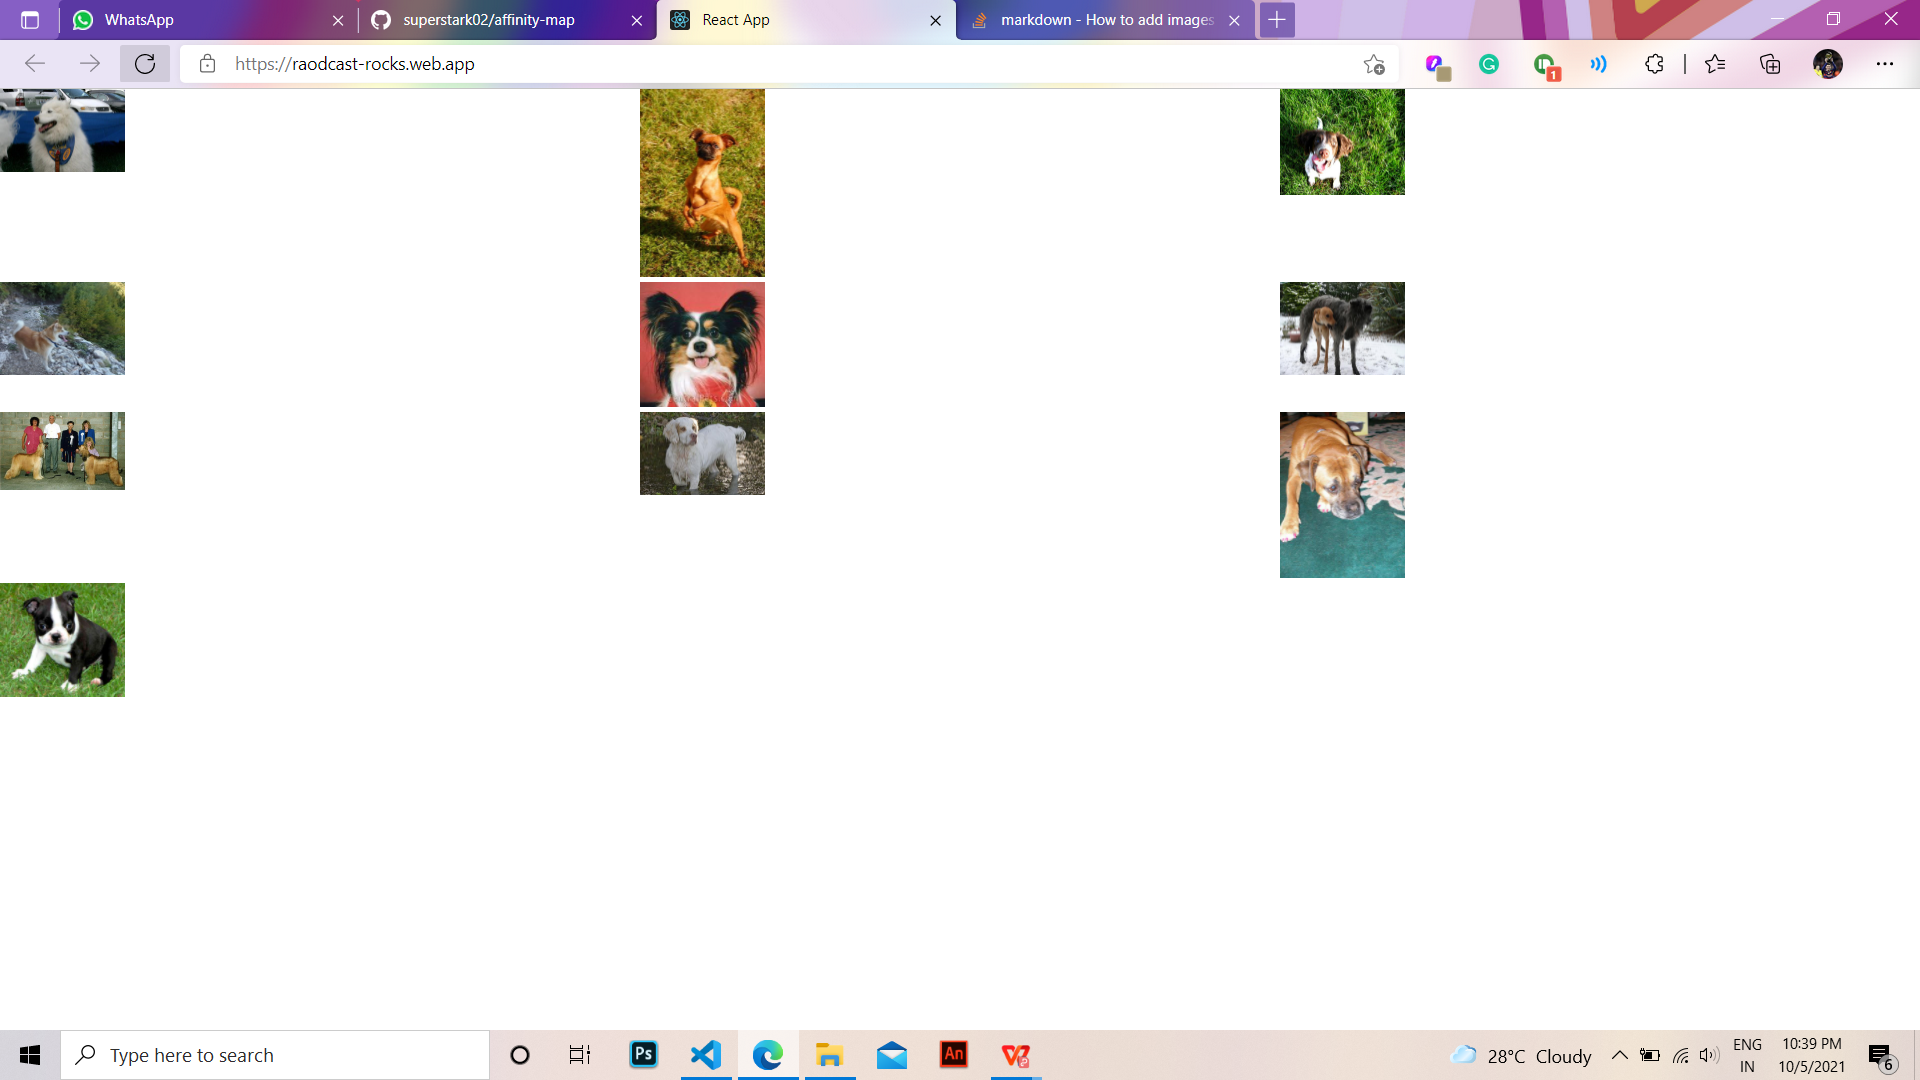 WhatsApp
superstark02/affinity-map
React App
markdown - How to add images
https://raodcast-rocks.web.app
1
Type here to search
Ps
An
28°C Cloudy
ENG
IN
10:39 PM
10/5/2021
6